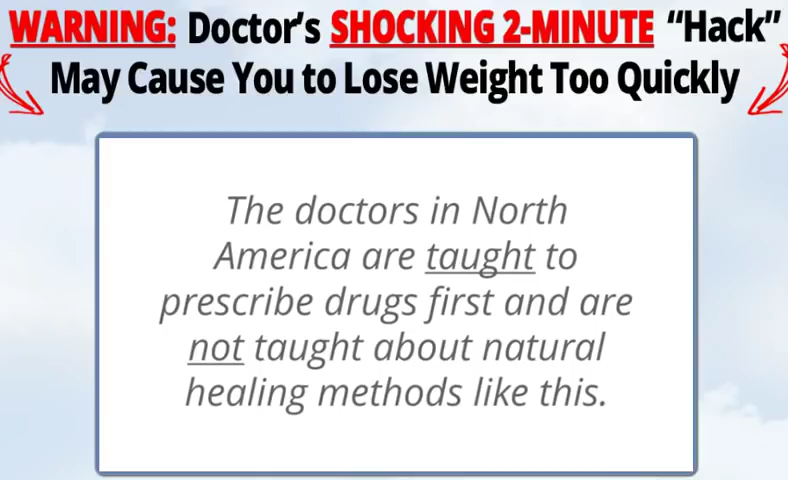 WARNING: Doctor's SHOCKING 2-MINUTE “Hack”
May Cause You to Lose Weight Too Quickly
The doctors in North
America are taught to
prescribe drugs first and are
not taught about natural
healing methods like this.